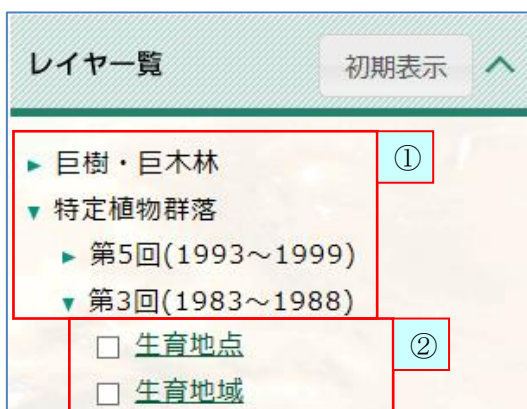 レイヤ一覧 初期表示
巨樹・巨木林 ①
特定植物群落
第5回(1993～1999)
第3回(1983～1988)
生育地点 ②
生育地域